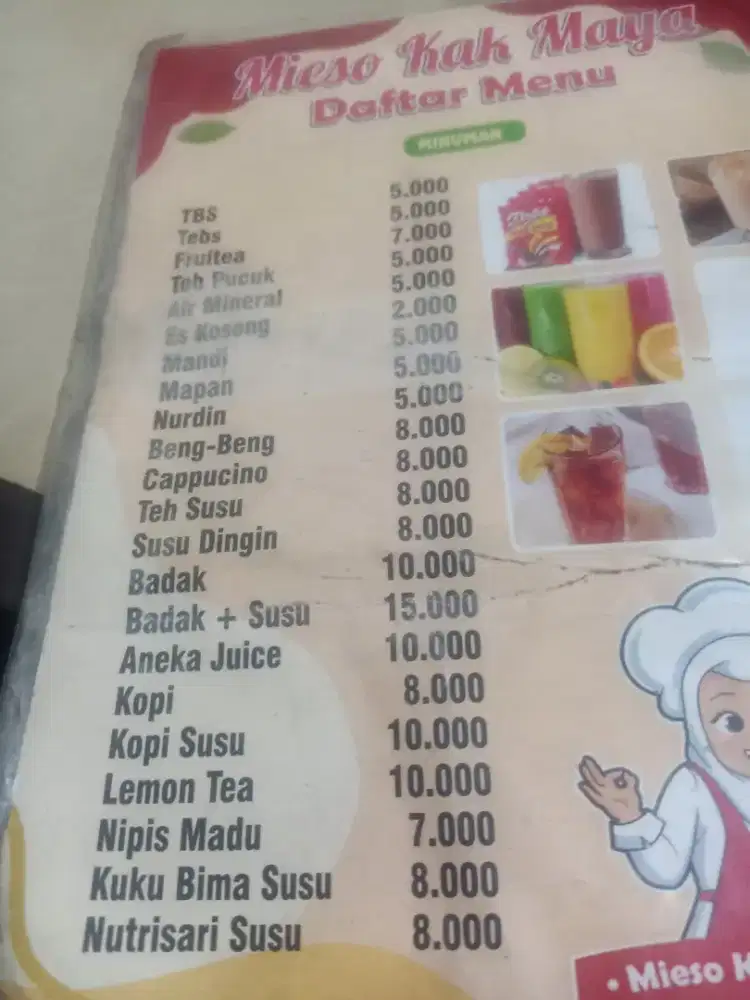 Mieso Kak Maya
Daftar Menu
MINUMAN
TBS 5.000
Tebs 5.000
Fruitea 7.000
Teh Pucuk 5.000
Air Mineral 5.000
Es Kosong 2.000
Mandi 5.000
Mapan 5.000
Nurdin 5.000
Beng-Beng 8.000
Cappucino 8.000
Teh Susu 8.000
Susu Dingin 8.000
Badak 10.000
Badak + Susu 15.000
Aneka Juice 10.000
Kopi 8.000
Kopi Susu 10.000
Lemon Tea 10.000
Nipis Madu 7.000
Kuku Bima Susu 8.000
Nutrisari Susu 8.000
• Mieso K